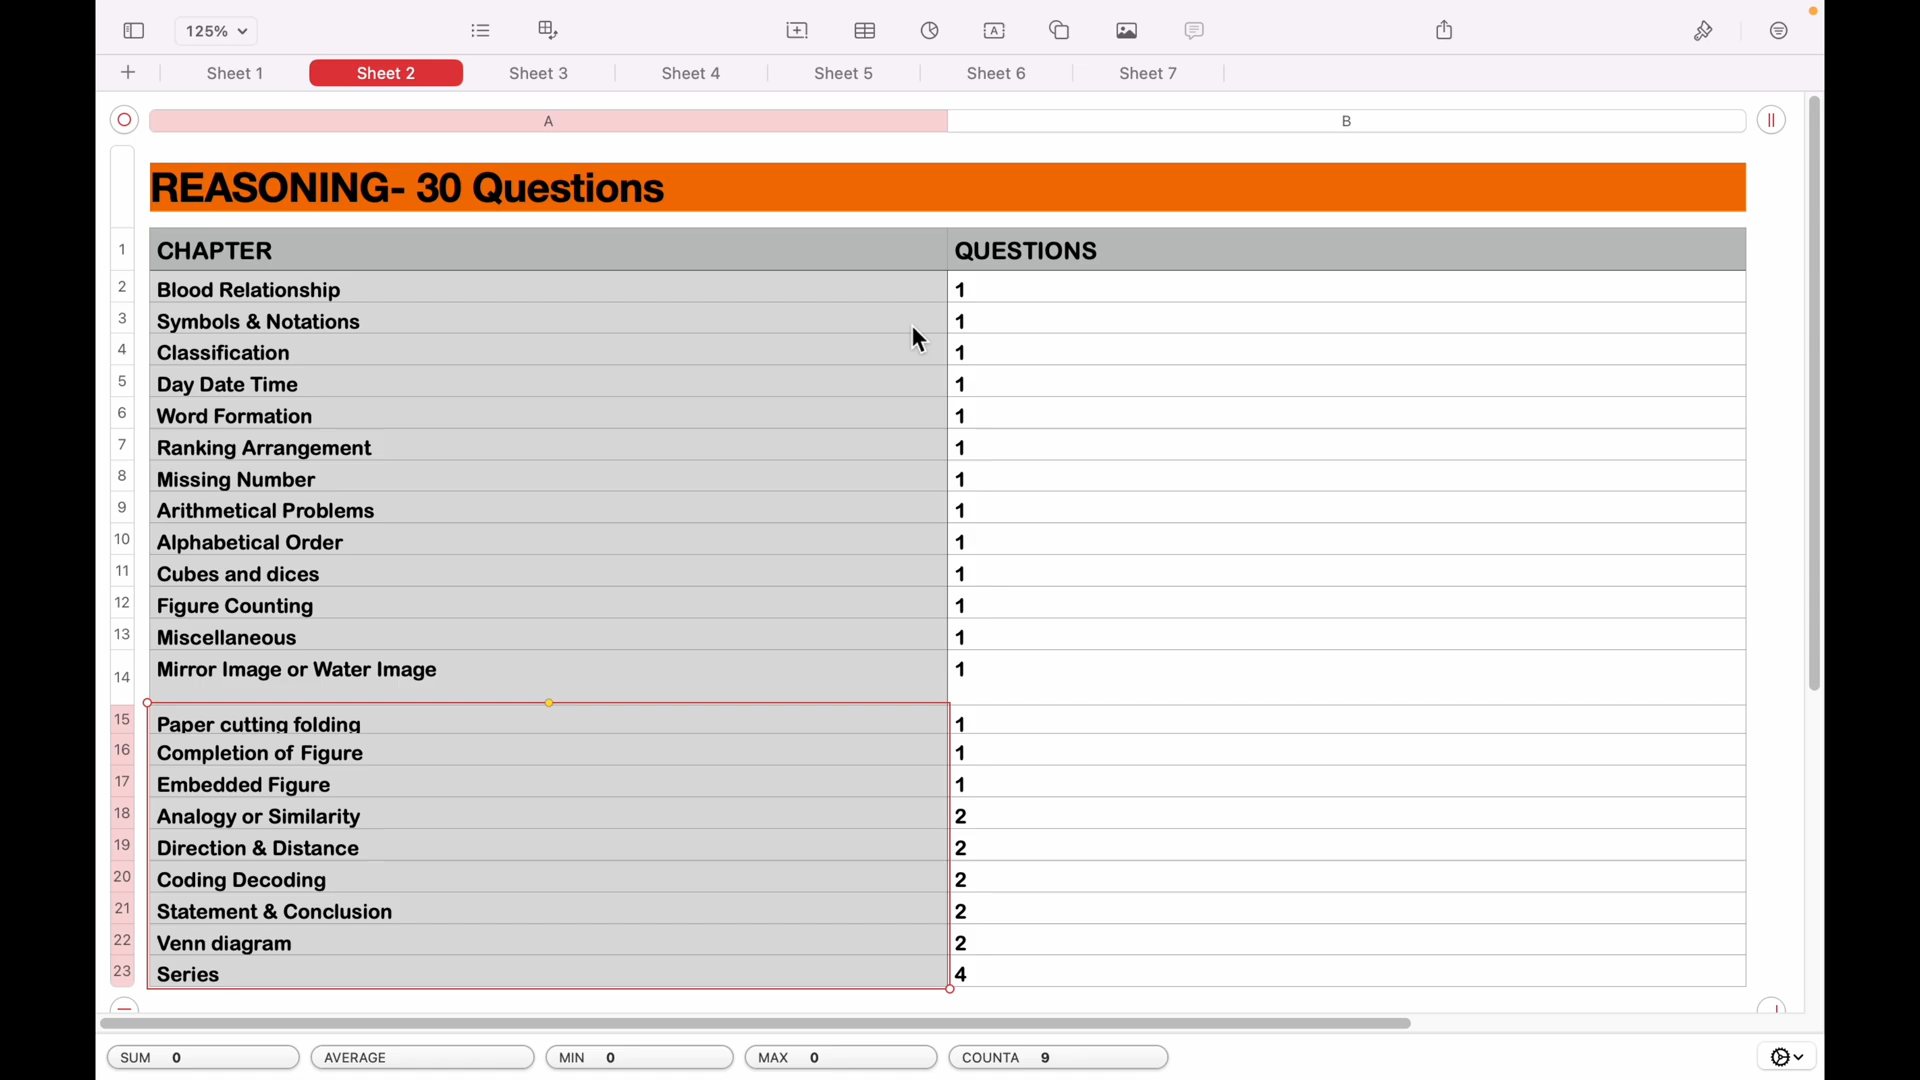 125%
Sheet 1 Sheet 2 Sheet 3 Sheet 4 Sheet 5 Sheet 6 Sheet 7
A B
REASONING- 30 Questions
1 CHAPTER QUESTIONS
2 Blood Relationship 1
3 Symbols & Notations 1
4 Classification 1
5 Day Date Time 1
6 Word Formation 1
7 Ranking Arrangement 1
8 Missing Number 1
9 Arithmetical Problems 1
10 Alphabetical Order 1
11 Cubes and dices 1
12 Figure Counting 1
13 Miscellaneous 1
14 Mirror Image or Water Image 1
15 Paper cutting folding 1
16 Completion of Figure 1
17 Embedded Figure 1
18 Analogy or Similarity 2
19 Direction & Distance 2
20 Coding Decoding 2
21 Statement & Conclusion 2
22 Venn diagram 2
23 Series 4
SUM 0 AVERAGE MIN 0 MAX 0 COUNTA 9